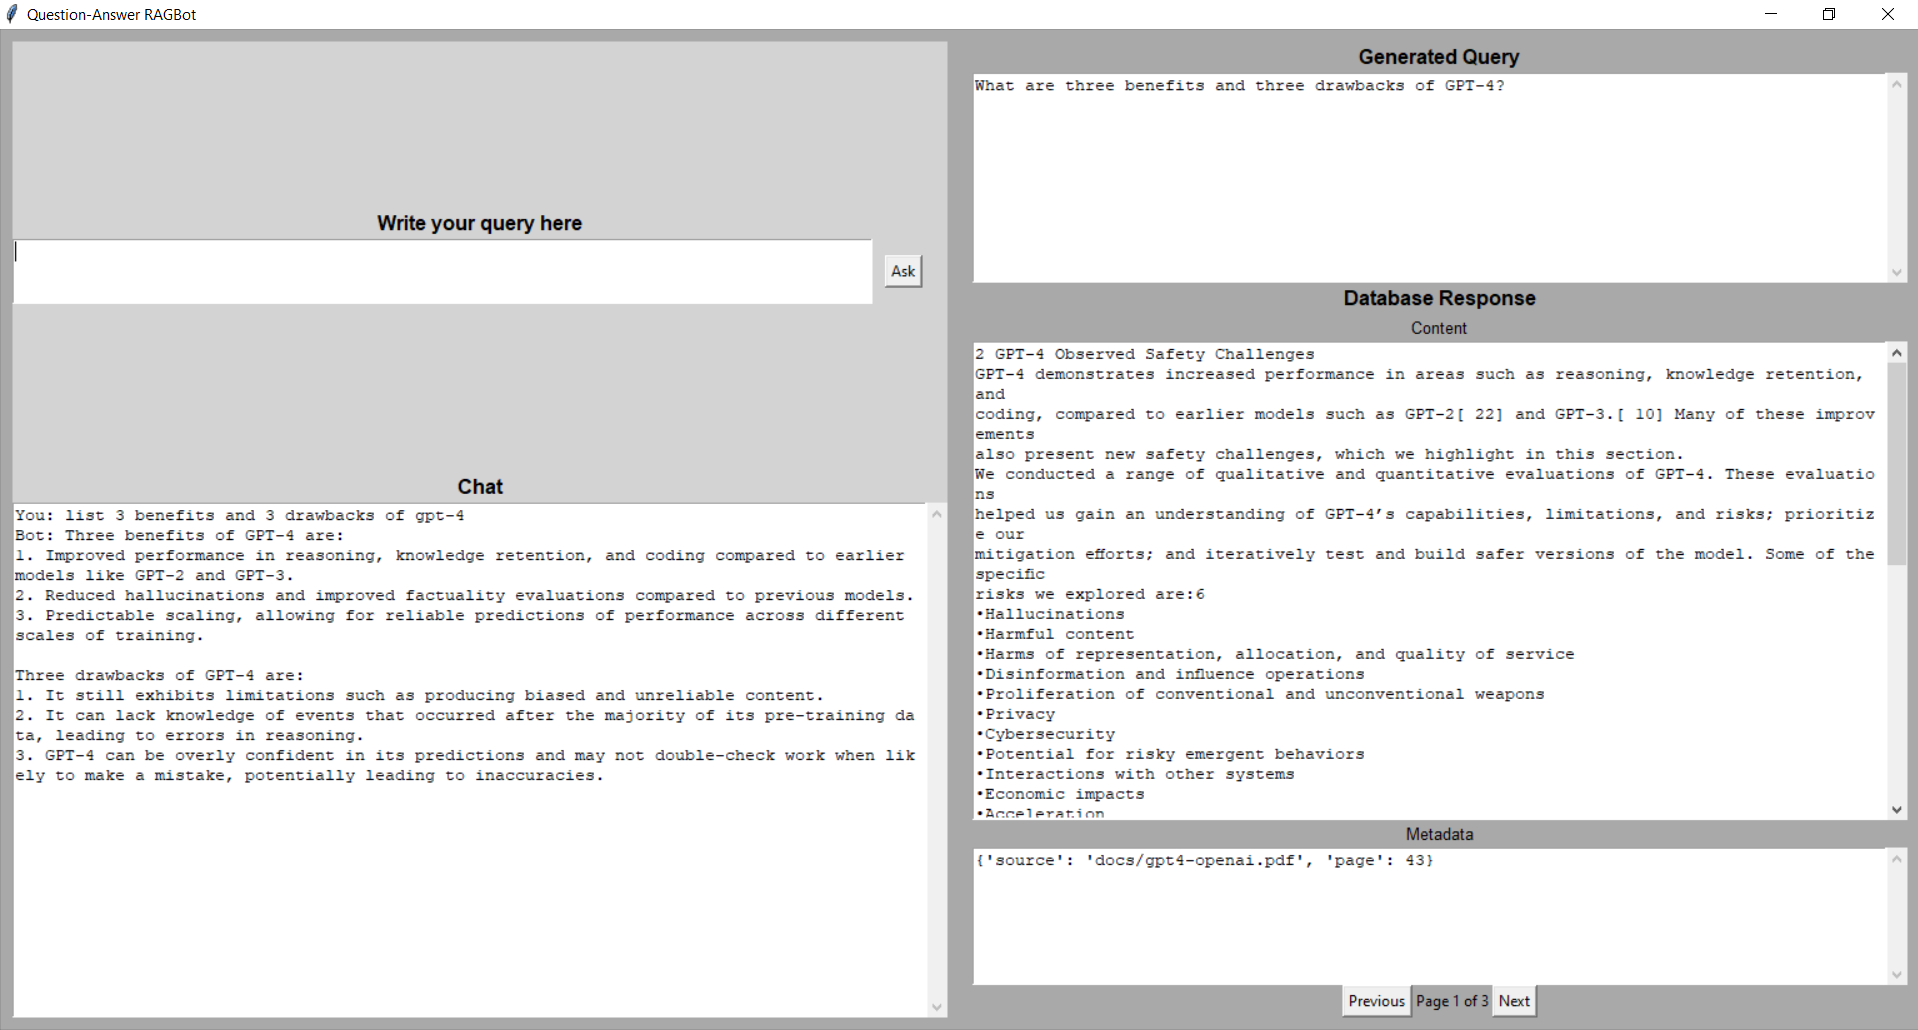 Question-Answer RAGBot
Write your query here
Ask
Chat
You: list 3 benefits and 3 drawbacks of gpt-4
Bot: Three benefits of GPT-4 are:
1. Improved performance in reasoning, knowledge retention, and coding compared to earlier
models like GPT-2 and GPT-3.
2. Reduced hallucinations and improved factuality evaluations compared to previous models.
3. Predictable scaling, allowing for reliable predictions of performance across different
scales of training.
Three drawbacks of GPT-4 are:
1. It still exhibits limitations such as producing biased and unreliable content.
2. It can lack knowledge of events that occurred after the majority of its pre-training da
ta, leading to errors in reasoning.
3. GPT-4 can be overly confident in its predictions and may not double-check work when lik
ely to make a mistake, potentially leading to inaccuracies.
Generated Query
What are three benefits and three drawbacks of GPT-4?
Database Response
Content
2 GPT-4 Observed Safety Challenges
GPT-4 demonstrates increased performance in areas such as reasoning, knowledge retention,
and
coding, compared to earlier models such as GPT-2[ 22] and GPT-3.[ 10] Many of these improv
ements
also present new safety challenges, which we highlight in this section.
We conducted a range of qualitative and quantitative evaluations of GPT-4. These evaluatio
ns
helped us gain an understanding of GPT-4’s capabilities, limitations, and risks; prioritiz
e our
mitigation efforts; and iteratively test and build safer versions of the model. Some of the
specific
risks we explored are:6
•Hallucinations
•Harmful content
•Harms of representation, allocation, and quality of service
•Disinformation and influence operations
•Proliferation of conventional and unconventional weapons
•Privacy
•Cybersecurity
•Potential for risky emergent behaviors
•Interactions with other systems
•Economic impacts
•Acceleration
Metadata
{'source': 'docs/gpt4-openai.pdf', 'page': 43}
Previous Page 1 of 3 Next